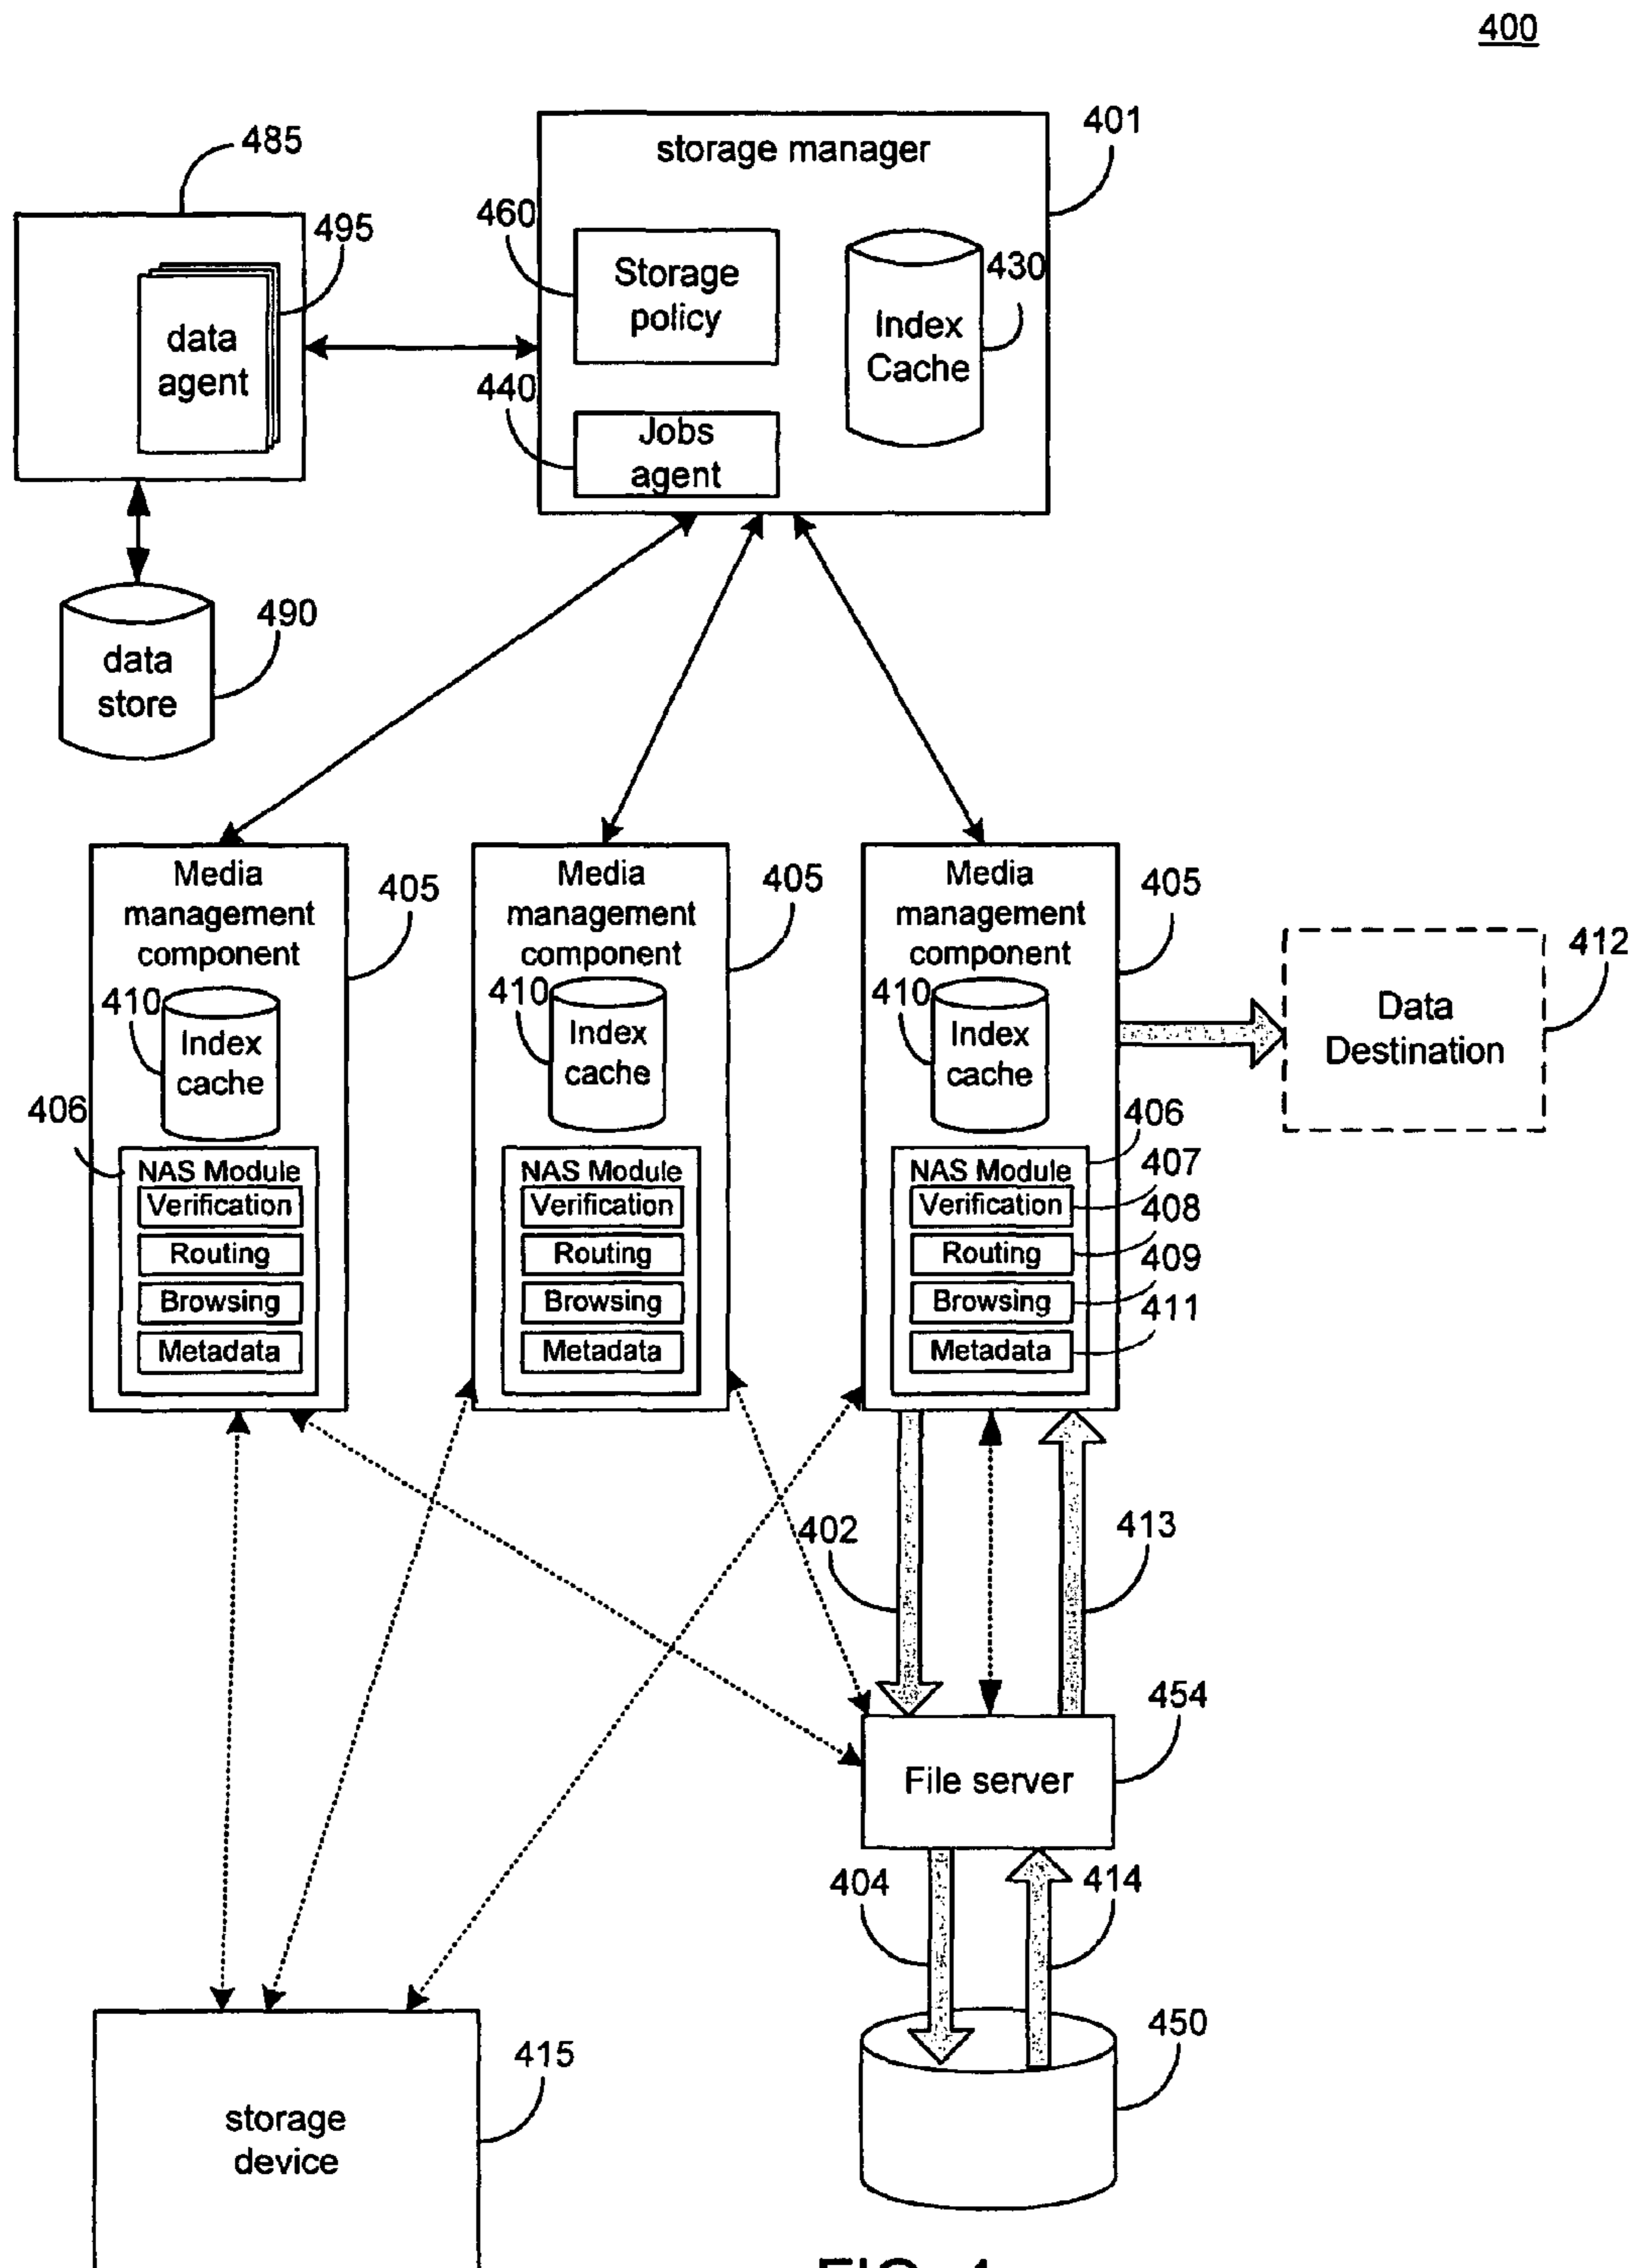 400
485
storage manager
401
495
460
Storage
policy
430
Index
Cache
data
agent
440
Jobs
agent
490
data
store
Media
management
component
405
Media
management
component
405
Media
management
component
405
412
Data
Destination
410
Index
cache
410
Index
cache
410
Index
cache
406
NAS Module
Verification
Routing
Browsing
Metadata
NAS Module
Verification
Routing
Browsing
Metadata
406
NAS Module
407
Verification
408
Routing
409
Browsing
411
Metadata
402
413
454
File server
404
414
450
415
storage
device